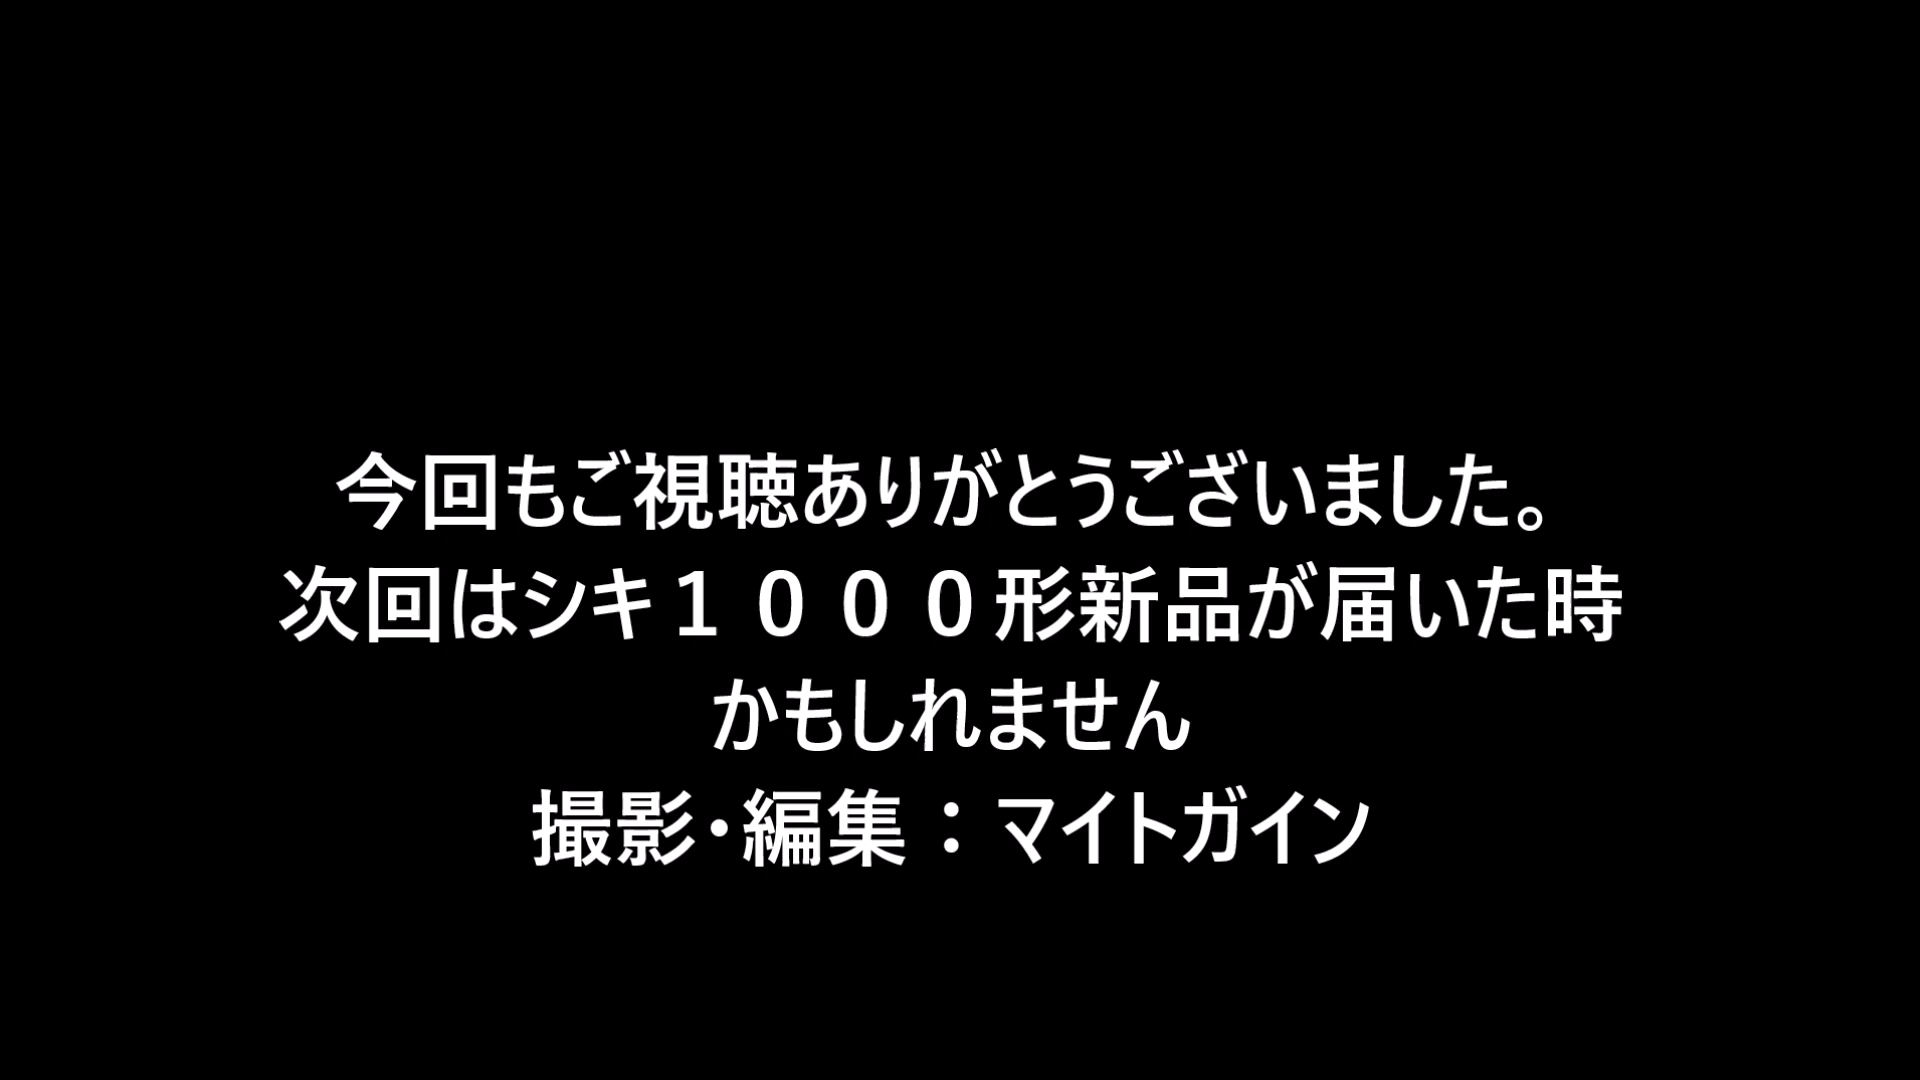 今回もご視聴ありがとうございました。
次回はシキ１０００形新品が届いた時
かもしれません
撮影・編集：マイトガイン